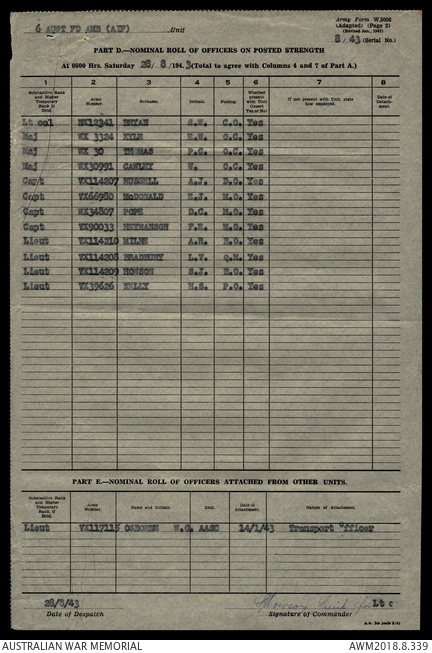 6 AUST FD AMB (AIF) Unit
Army Form W.3008
(Adapted) (Page 2)
(Revised Jan., 1943)
8/43 (Serial No.)
PART D.—NOMINAL ROLL OF OFFICERS ON POSTED STRENGTH
At 0600 Hrs. Saturday 28/8/1943 (Total to agree with Columns 4 and 7 of Part A.)
1 2 3 4 5 6 7 8
Substantive Rank and Higher Temporary Rank if Held. Army Number. Surname. Initials. Posting. Whether present with Unit (Insert Yes or No) If not present with Unit, state how employed. Date of Detachment.
Lt col NX12341 BRYAN S.W. C.O. Yes
Maj WX 3324 KYLE E.W. O.C. Yes
Maj WX 30 THOMAS P.C. O.C. Yes
Maj WX30991 CAWLEY W. O.C. Yes
Capt VX114207 RUSSELL A.J. D.O. Yes
Capt VX66980 McDONALD N.J. M.O. Yes
Capt WX34807 POPE D.C. M.O. Yes
Capt VX90033 HEYMANSON F.E. M.O. Yes
Lieut VX114210 MILNE A.R. B.O. Yes
Lieut VX114208 BRADBURY L.V. Q.M. Yes
Lieut VX114209 HOWSON S.J. B.O. Yes
Lieut VX39626 KELLY H.S. P.O. Yes
PART E.—NOMINAL ROLL OF OFFICERS ATTACHED FROM OTHER UNITS.
Substantive Rank and Higher Temporary Rank if Held. Army Number. Name and Initials. Unit. Date of Attachment. Nature of Attachment.
Lieut VX117115 OSBORNE W.G. AASC 14/1/43 Transport Officer
28/8/43 Howson Lieut for Lt c
Date of Despatch Signature of Commander
AUSTRALIAN WAR MEMORIAL AWM2018.8.339